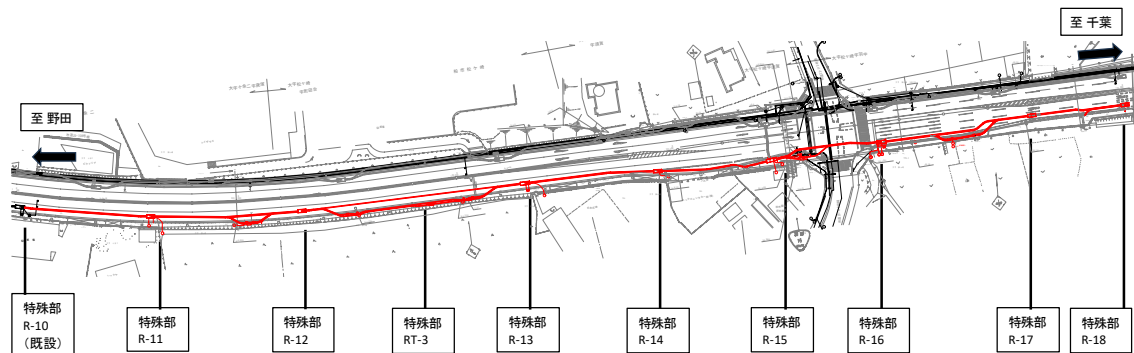 至 千葉
至 野田
特殊部
R-10
（既設）
特殊部
R-11
特殊部
R-12
特殊部
RT-3
特殊部
R-13
特殊部
R-14
特殊部
R-15
特殊部
R-16
特殊部
R-17
特殊部
R-18